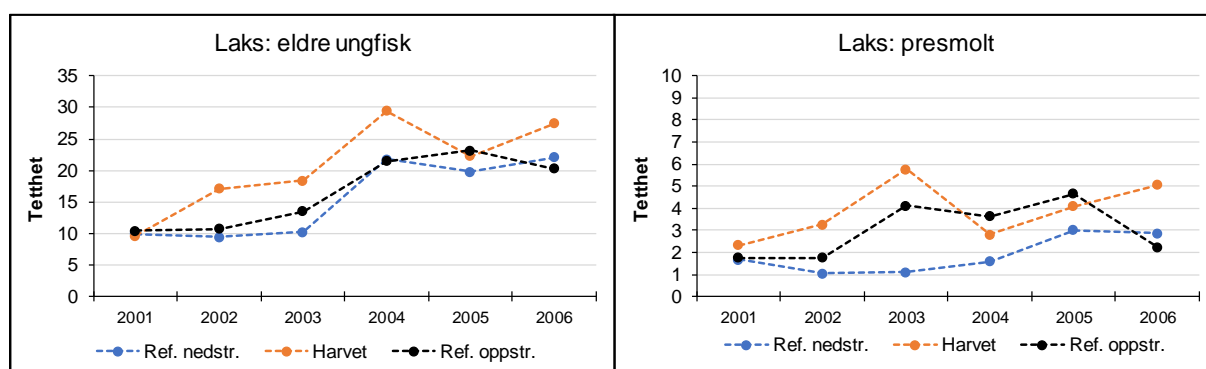 Laks: eldre ungfisk
Tetthet
35
30
25
20
15
10
5
0
2001 2002 2003 2004 2005 2006
Ref. nedstr. Harvet Ref. oppstr.
Laks: presmolt
Tetthet
10
9
8
7
6
5
4
3
2
1
0
2001 2002 2003 2004 2005 2006
Ref. nedstr. Harvet Ref. oppstr.